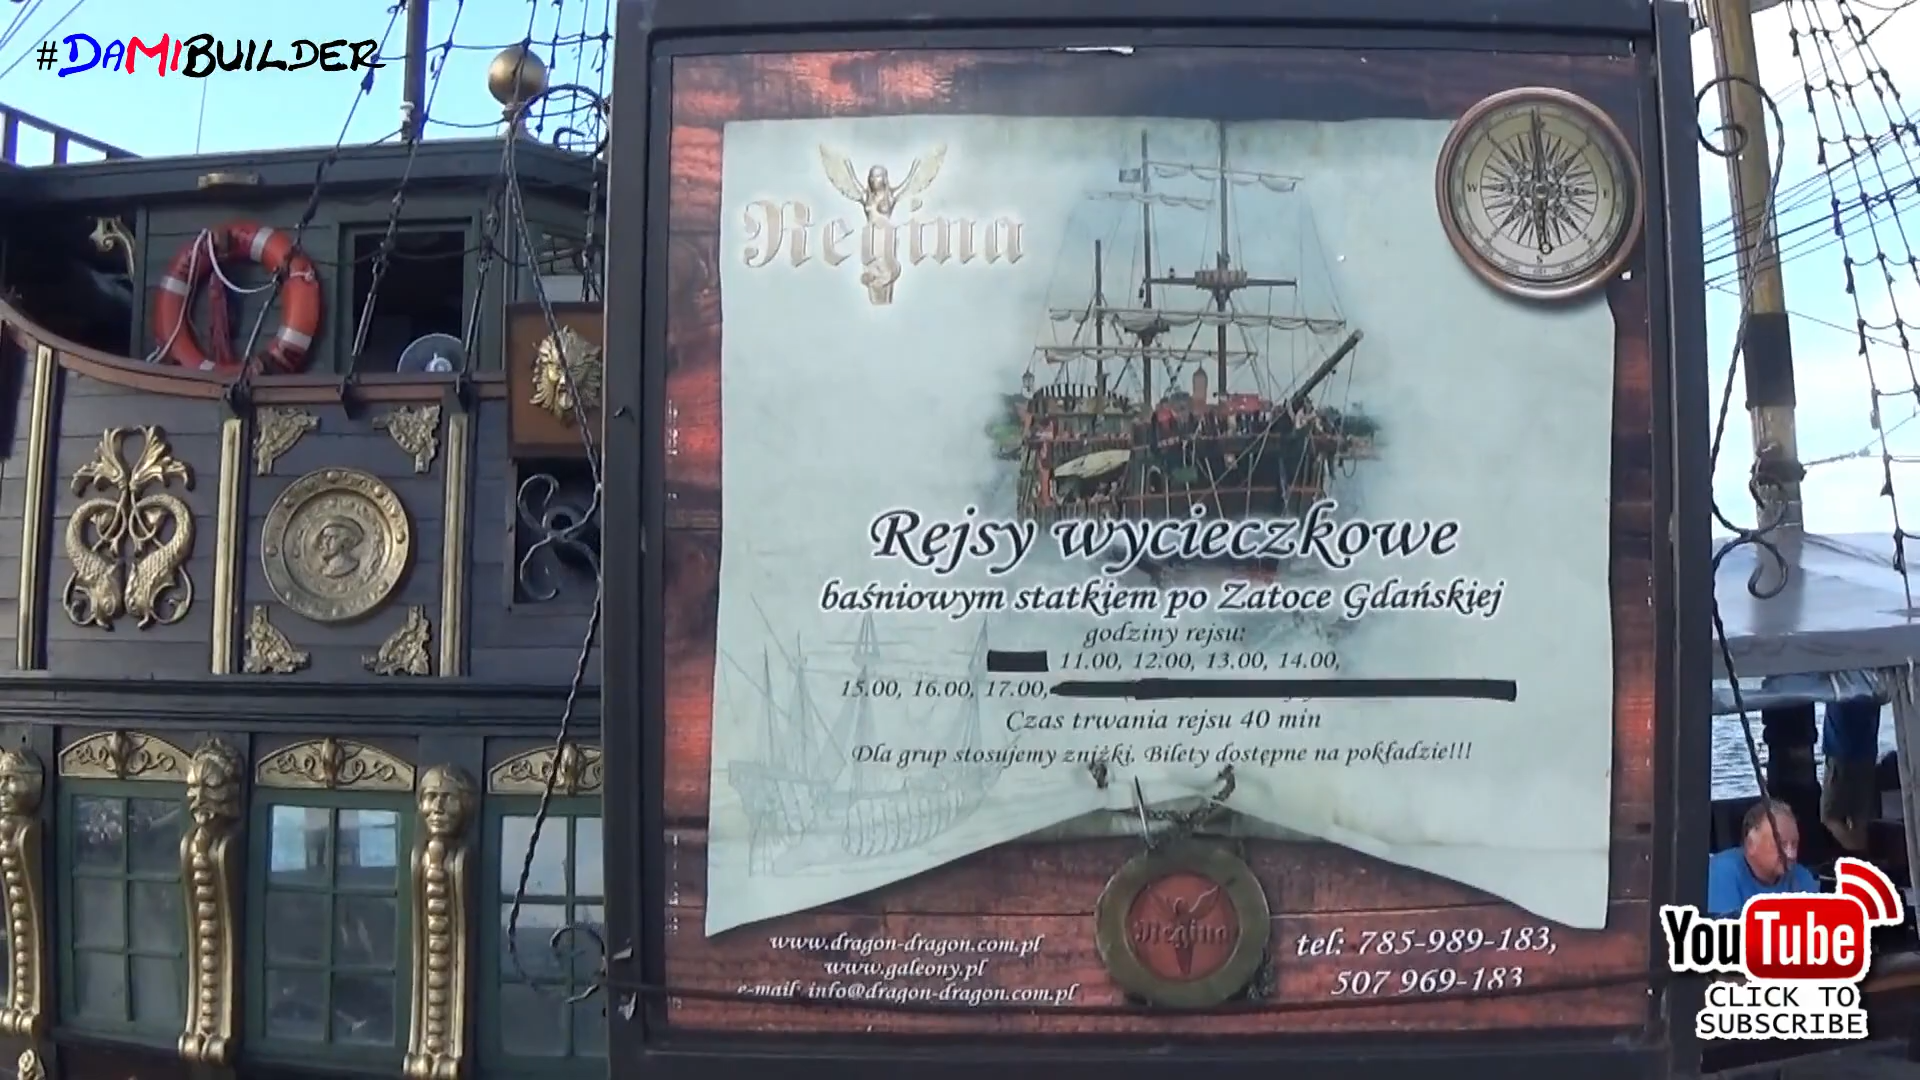 #DAMIBUILDER
Regina
Rejsy wycieczkowe
baśniowym statkiem po Zatoce Gdańskiej
godziny rejsu:
11.00, 12.00, 13.00, 14.00,
15.00, 16.00, 17.00,
Czas trwania rejsu 40 min
Dla grup stosujemy zniżki. Bilety dostępne na pokładzie!!!
www.dragon-dragon.com.pl
www.galeony.pl
e-mail: info@dragon-dragon.com.pl
Regina
tel: 785-989-183,
507 969-183
YouTube
CLICK TO
SUBSCRIBE